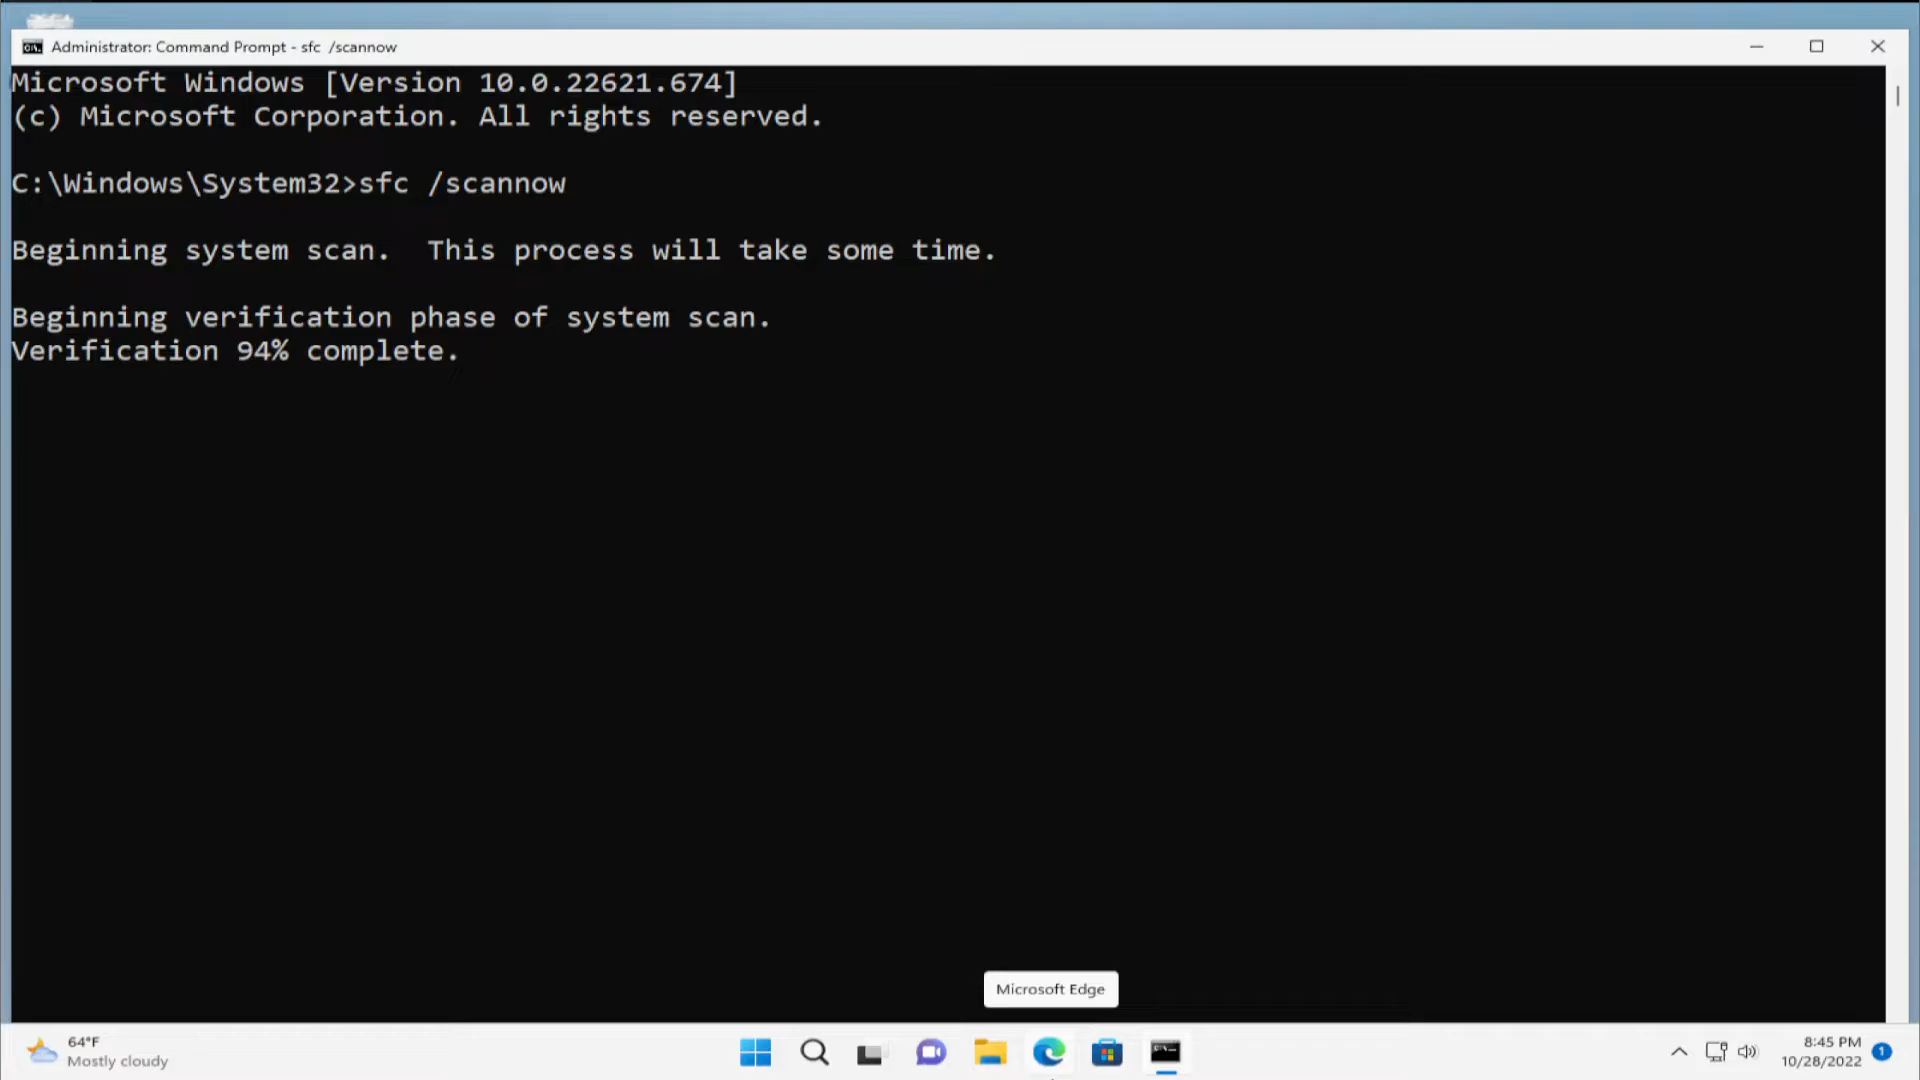 Administrator: Command Prompt - sfc /scannow
Microsoft Windows [Version 10.0.22621.674]
(c) Microsoft Corporation. All rights reserved.
C:\Windows\System32>sfc /scannow
Beginning system scan.  This process will take some time.
Beginning verification phase of system scan.
Verification 94% complete.
Microsoft Edge
64°F
Mostly cloudy
8:45 PM
10/28/2022
1